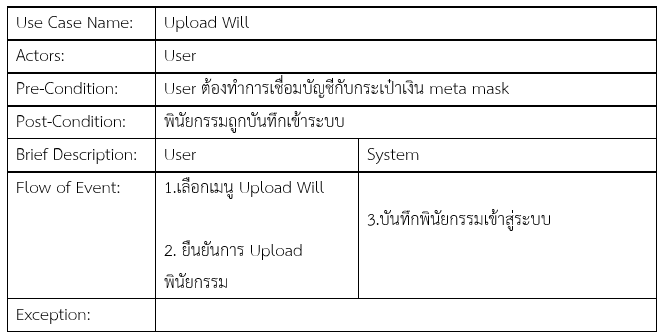 Use Case Name: Upload Will
Actors: User
Pre-Condition: User ต้องทำการเชื่อมบัญชีกับกระเป๋าเงิน meta mask
Post-Condition: พินัยกรรมถูกบันทึกเข้าระบบ
Brief Description: User System
Flow of Event: 1.เลือกเมนู Upload Will
3.บันทึกพินัยกรรมเข้าสู่ระบบ
2. ยืนยันการ Upload
พินัยกรรม
Exception: